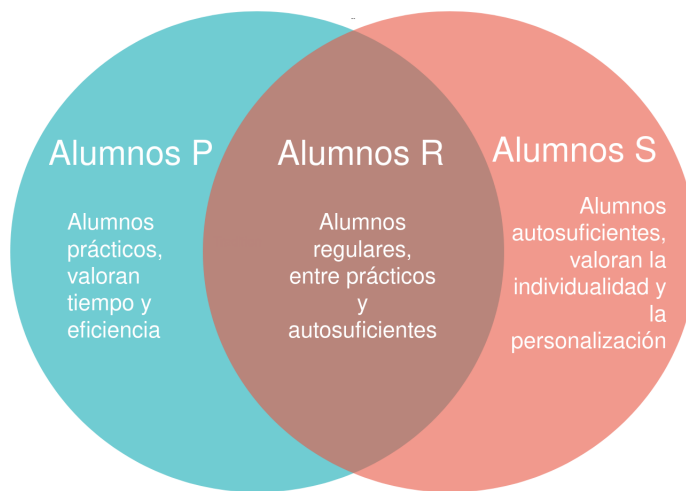 Alumnos P
Alumnos
prácticos,
valoran
tiempo y
eficiencia
Alumnos R
Alumnos
regulares,
entre prácticos
y
autosuficientes
Alumnos S
Alumnos
autosuficientes,
valoran la
individualidad y
la
personalización